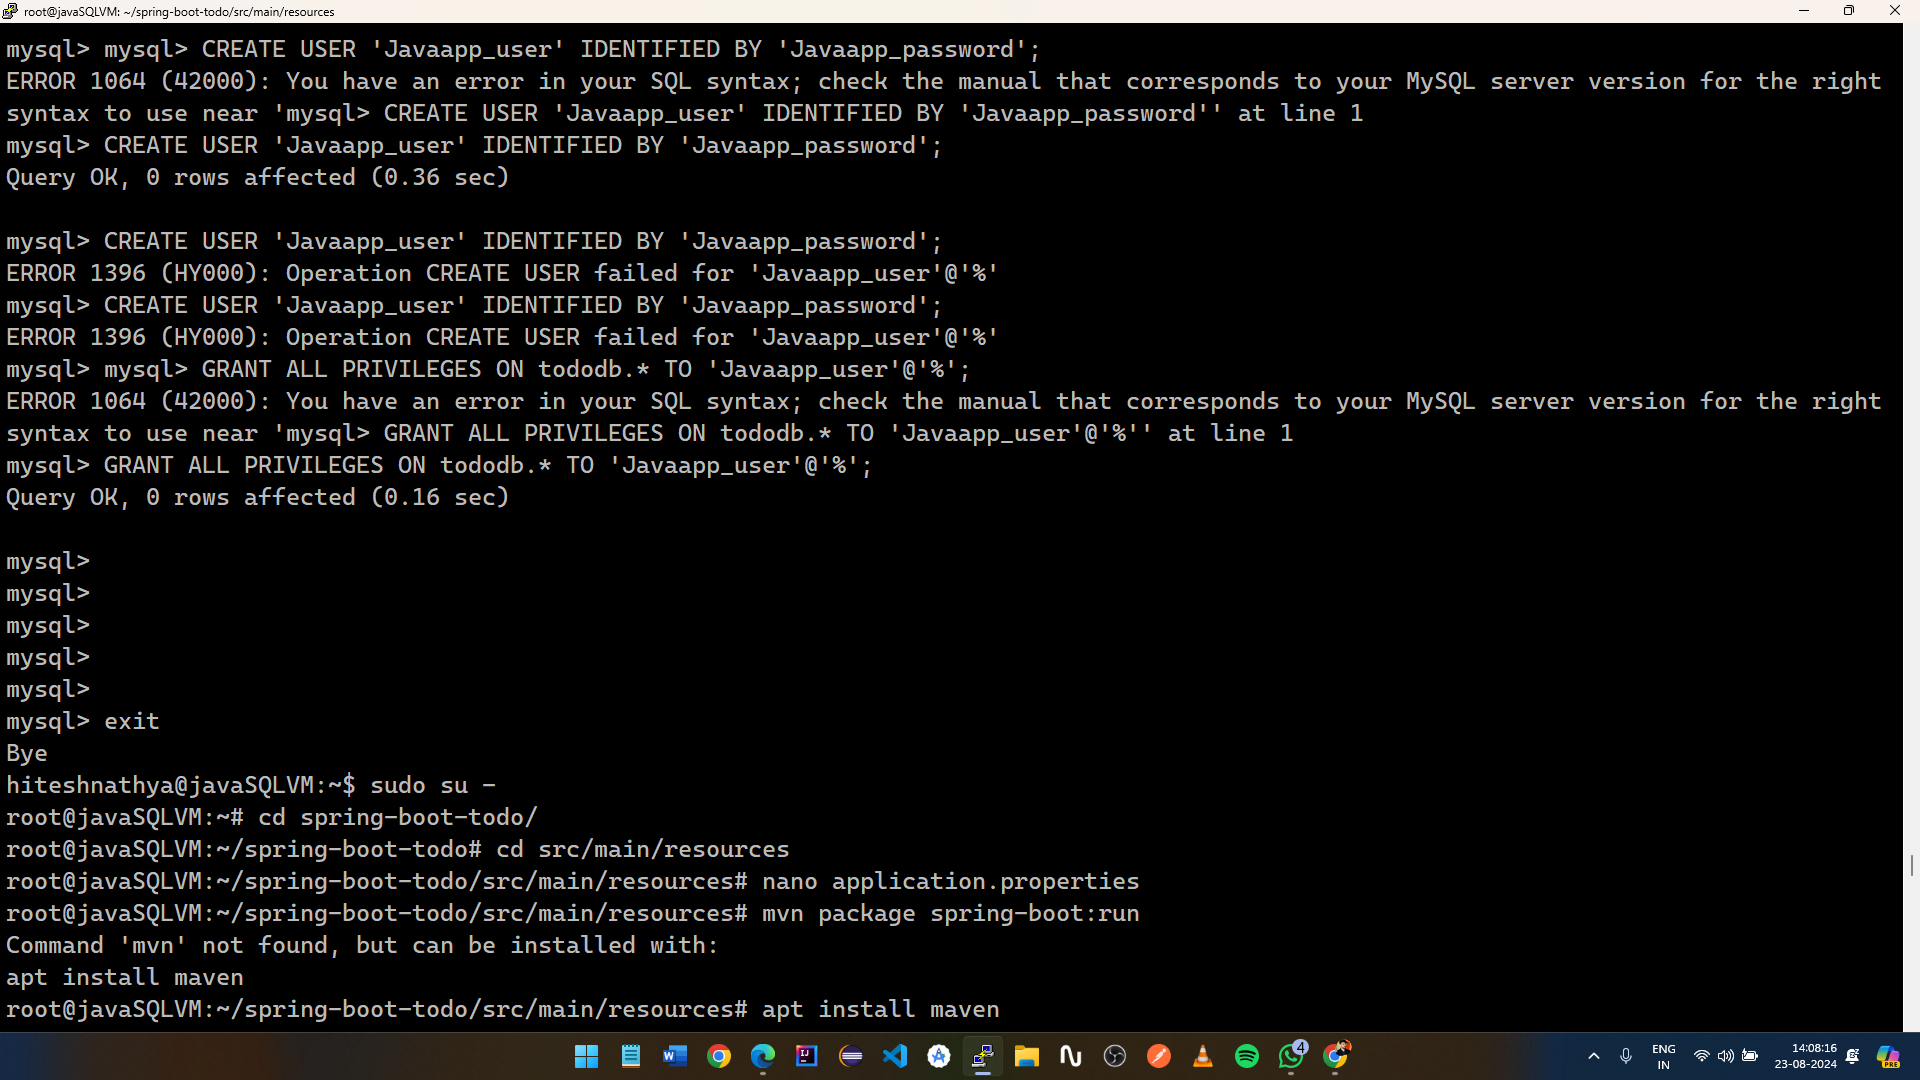 root@javaSQLVM: ~/spring-boot-todo/src/main/resources
mysql> mysql> CREATE USER 'Javaapp_user' IDENTIFIED BY 'Javaapp_password';
ERROR 1064 (42000): You have an error in your SQL syntax; check the manual that corresponds to your MySQL server version for the right
syntax to use near 'mysql> CREATE USER 'Javaapp_user' IDENTIFIED BY 'Javaapp_password'' at line 1
mysql> CREATE USER 'Javaapp_user' IDENTIFIED BY 'Javaapp_password';
Query OK, 0 rows affected (0.36 sec)
mysql> CREATE USER 'Javaapp_user' IDENTIFIED BY 'Javaapp_password';
ERROR 1396 (HY000): Operation CREATE USER failed for 'Javaapp_user'@'%'
mysql> CREATE USER 'Javaapp_user' IDENTIFIED BY 'Javaapp_password';
ERROR 1396 (HY000): Operation CREATE USER failed for 'Javaapp_user'@'%'
mysql> mysql> GRANT ALL PRIVILEGES ON tododb.* TO 'Javaapp_user'@'%';
ERROR 1064 (42000): You have an error in your SQL syntax; check the manual that corresponds to your MySQL server version for the right
syntax to use near 'mysql> GRANT ALL PRIVILEGES ON tododb.* TO 'Javaapp_user'@'%'' at line 1
mysql> GRANT ALL PRIVILEGES ON tododb.* TO 'Javaapp_user'@'%';
Query OK, 0 rows affected (0.16 sec)
mysql>
mysql>
mysql>
mysql>
mysql>
mysql> exit
Bye
hiteshnathya@javaSQLVM:~$ sudo su -
root@javaSQLVM:~# cd spring-boot-todo/
root@javaSQLVM:~/spring-boot-todo# cd src/main/resources
root@javaSQLVM:~/spring-boot-todo/src/main/resources# nano application.properties
root@javaSQLVM:~/spring-boot-todo/src/main/resources# mvn package spring-boot:run
Command 'mvn' not found, but can be installed with:
apt install maven
root@javaSQLVM:~/spring-boot-todo/src/main/resources# apt install maven
4
ENG
IN
14:08:16
23-08-2024
PRE